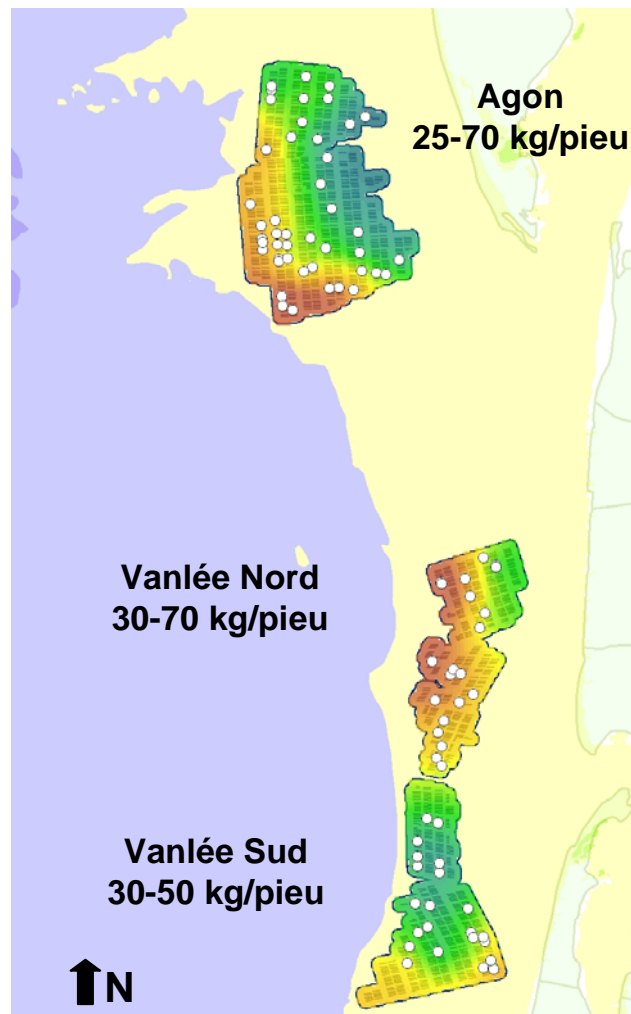 Agon
25-70 kg/pieu
Vanlée Nord
30-70 kg/pieu
Vanlée Sud
30-50 kg/pieu
N